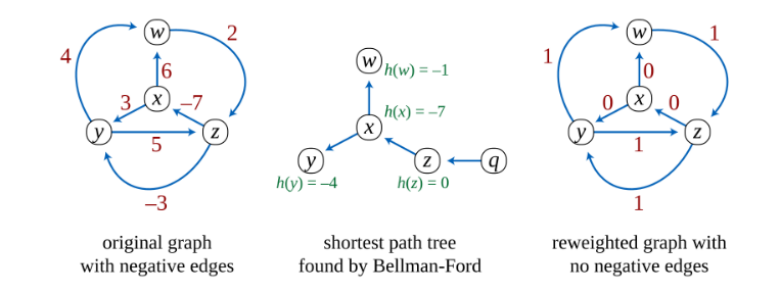 w
4
2
6
x
3
–7
y
z
5
–3
original graph
with negative edges
w
h(w) = –1
h(x) = –7
x
y
z
q
h(y) = –4
h(z) = 0
shortest path tree
found by Bellman-Ford
w
1
1
0
x
0
0
y
z
1
1
reweighted graph with
no negative edges